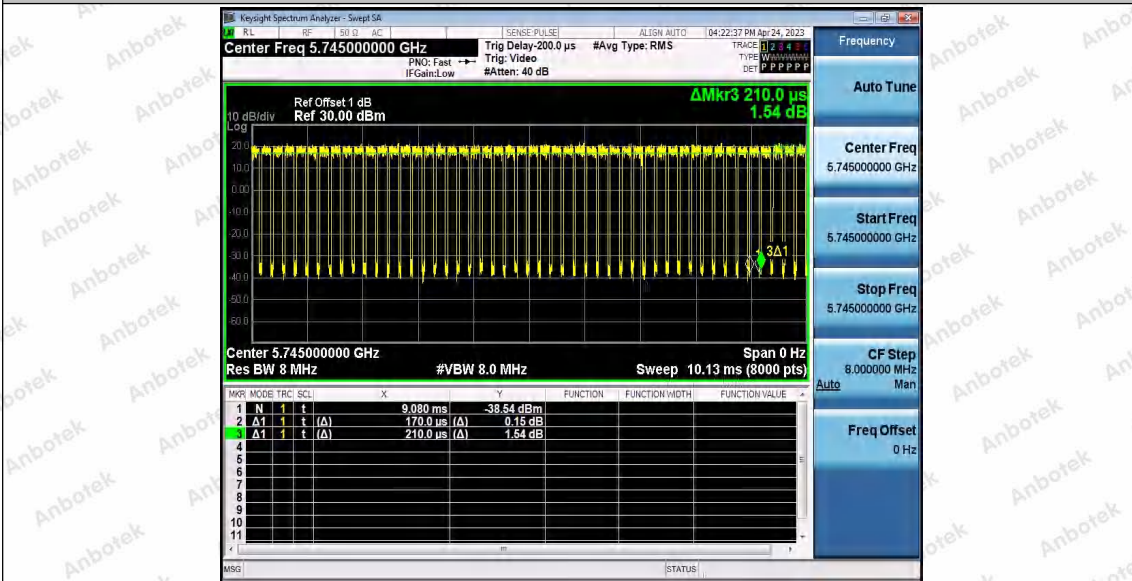 Keysight Spectrum Analyzer - Swept SA
RL RF 50 Ω AC SENSE:PULSE ALIGN AUTO 04:22:37 PM Apr 24, 2023
Center Freq 5.745000000 GHz Trig Delay-200.0 µs #Avg Type: RMS TRACE 1 2 3 4 5 6
PNO: Fast Trig: Video TYPE WWWWWW
IFGain:Low #Atten: 40 dB DET P P P P P P
ΔMkr3 210.0 µs
1.54 dB
Ref Offset 1 dB
10 dB/div Ref 30.00 dBm
Log
20.0
10.0
0.00
-10.0
-20.0
-30.0
-40.0
-50.0
-60.0
3Δ1
Center 5.745000000 GHz Span 0 Hz
Res BW 8 MHz #VBW 8.0 MHz Sweep 10.13 ms (8000 pts)
MKR MODE TRC SCL X Y FUNCTION FUNCTION WIDTH FUNCTION VALUE
1 N 1 t 9.080 ms -38.54 dBm
2 Δ1 1 t (Δ) 170.0 µs (Δ) 0.15 dB
3 Δ1 1 t (Δ) 210.0 µs (Δ) 1.54 dB
4
5
6
7
8
9
10
11
MSG STATUS
Frequency
Auto Tune
Center Freq
5.745000000 GHz
Start Freq
5.745000000 GHz
Stop Freq
5.745000000 GHz
CF Step
8.000000 MHz
Auto Man
Freq Offset
0 Hz
Anbotek